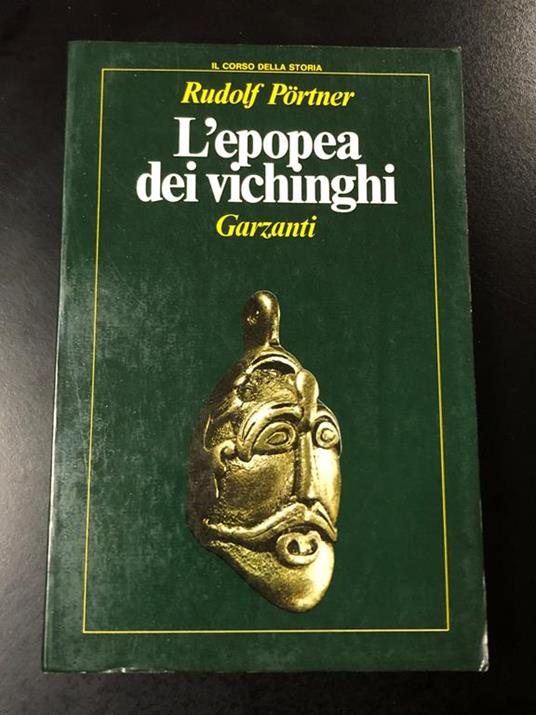 IL CORSO DELLA STORIA
Rudolf Pörtner
L'epopea
dei vichinghi
Garzanti